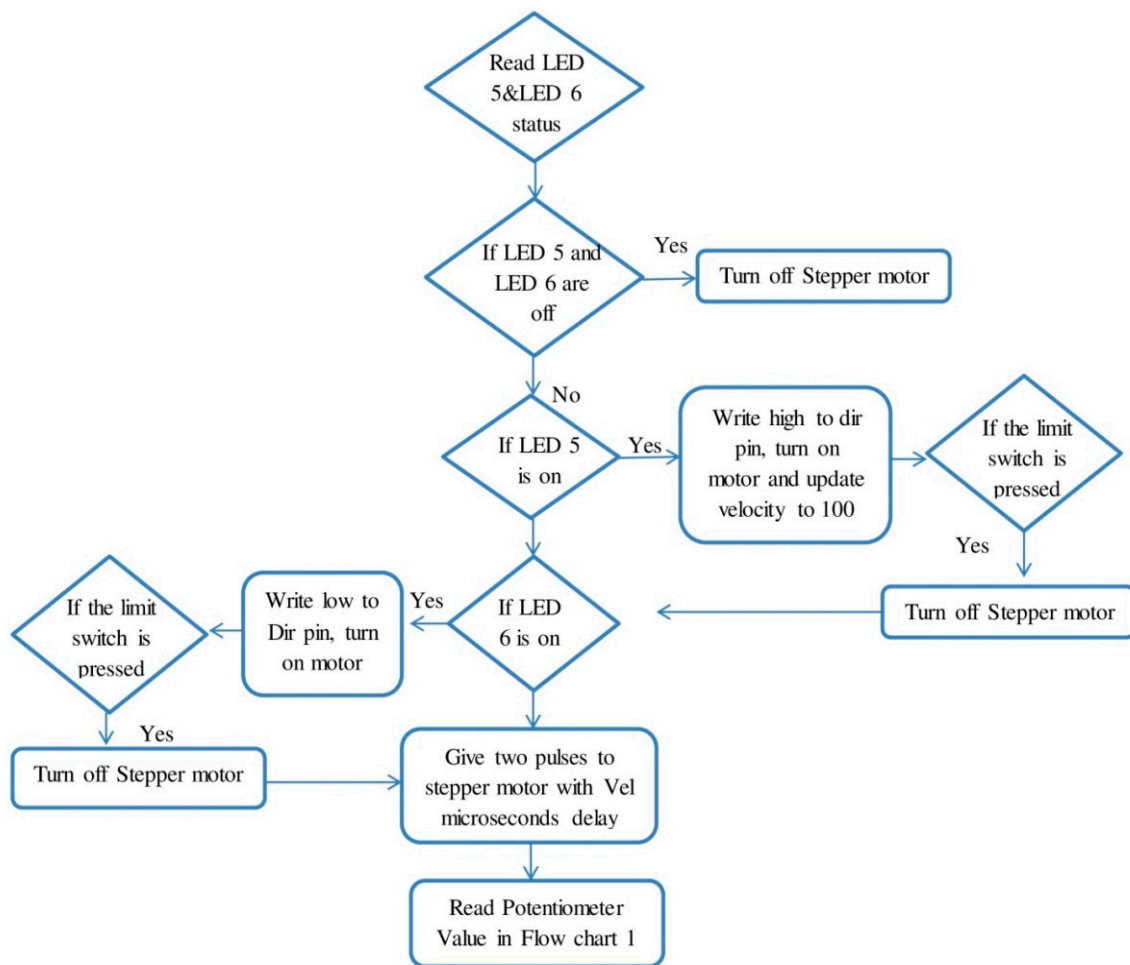 Read LED
5&LED 6
status
If LED 5 and
LED 6 are
off
Yes
Turn off Stepper motor
No
If LED 5
is on
Yes
Write high to dir
pin, turn on
motor and update
velocity to 100
If the limit
switch is
pressed
Yes
Turn off Stepper motor
If LED
6 is on
Yes
Write low to
Dir pin, turn
on motor
If the limit
switch is
pressed
Yes
Turn off Stepper motor
Give two pulses to
stepper motor with Vel
microseconds delay
Read Potentiometer
Value in Flow chart 1